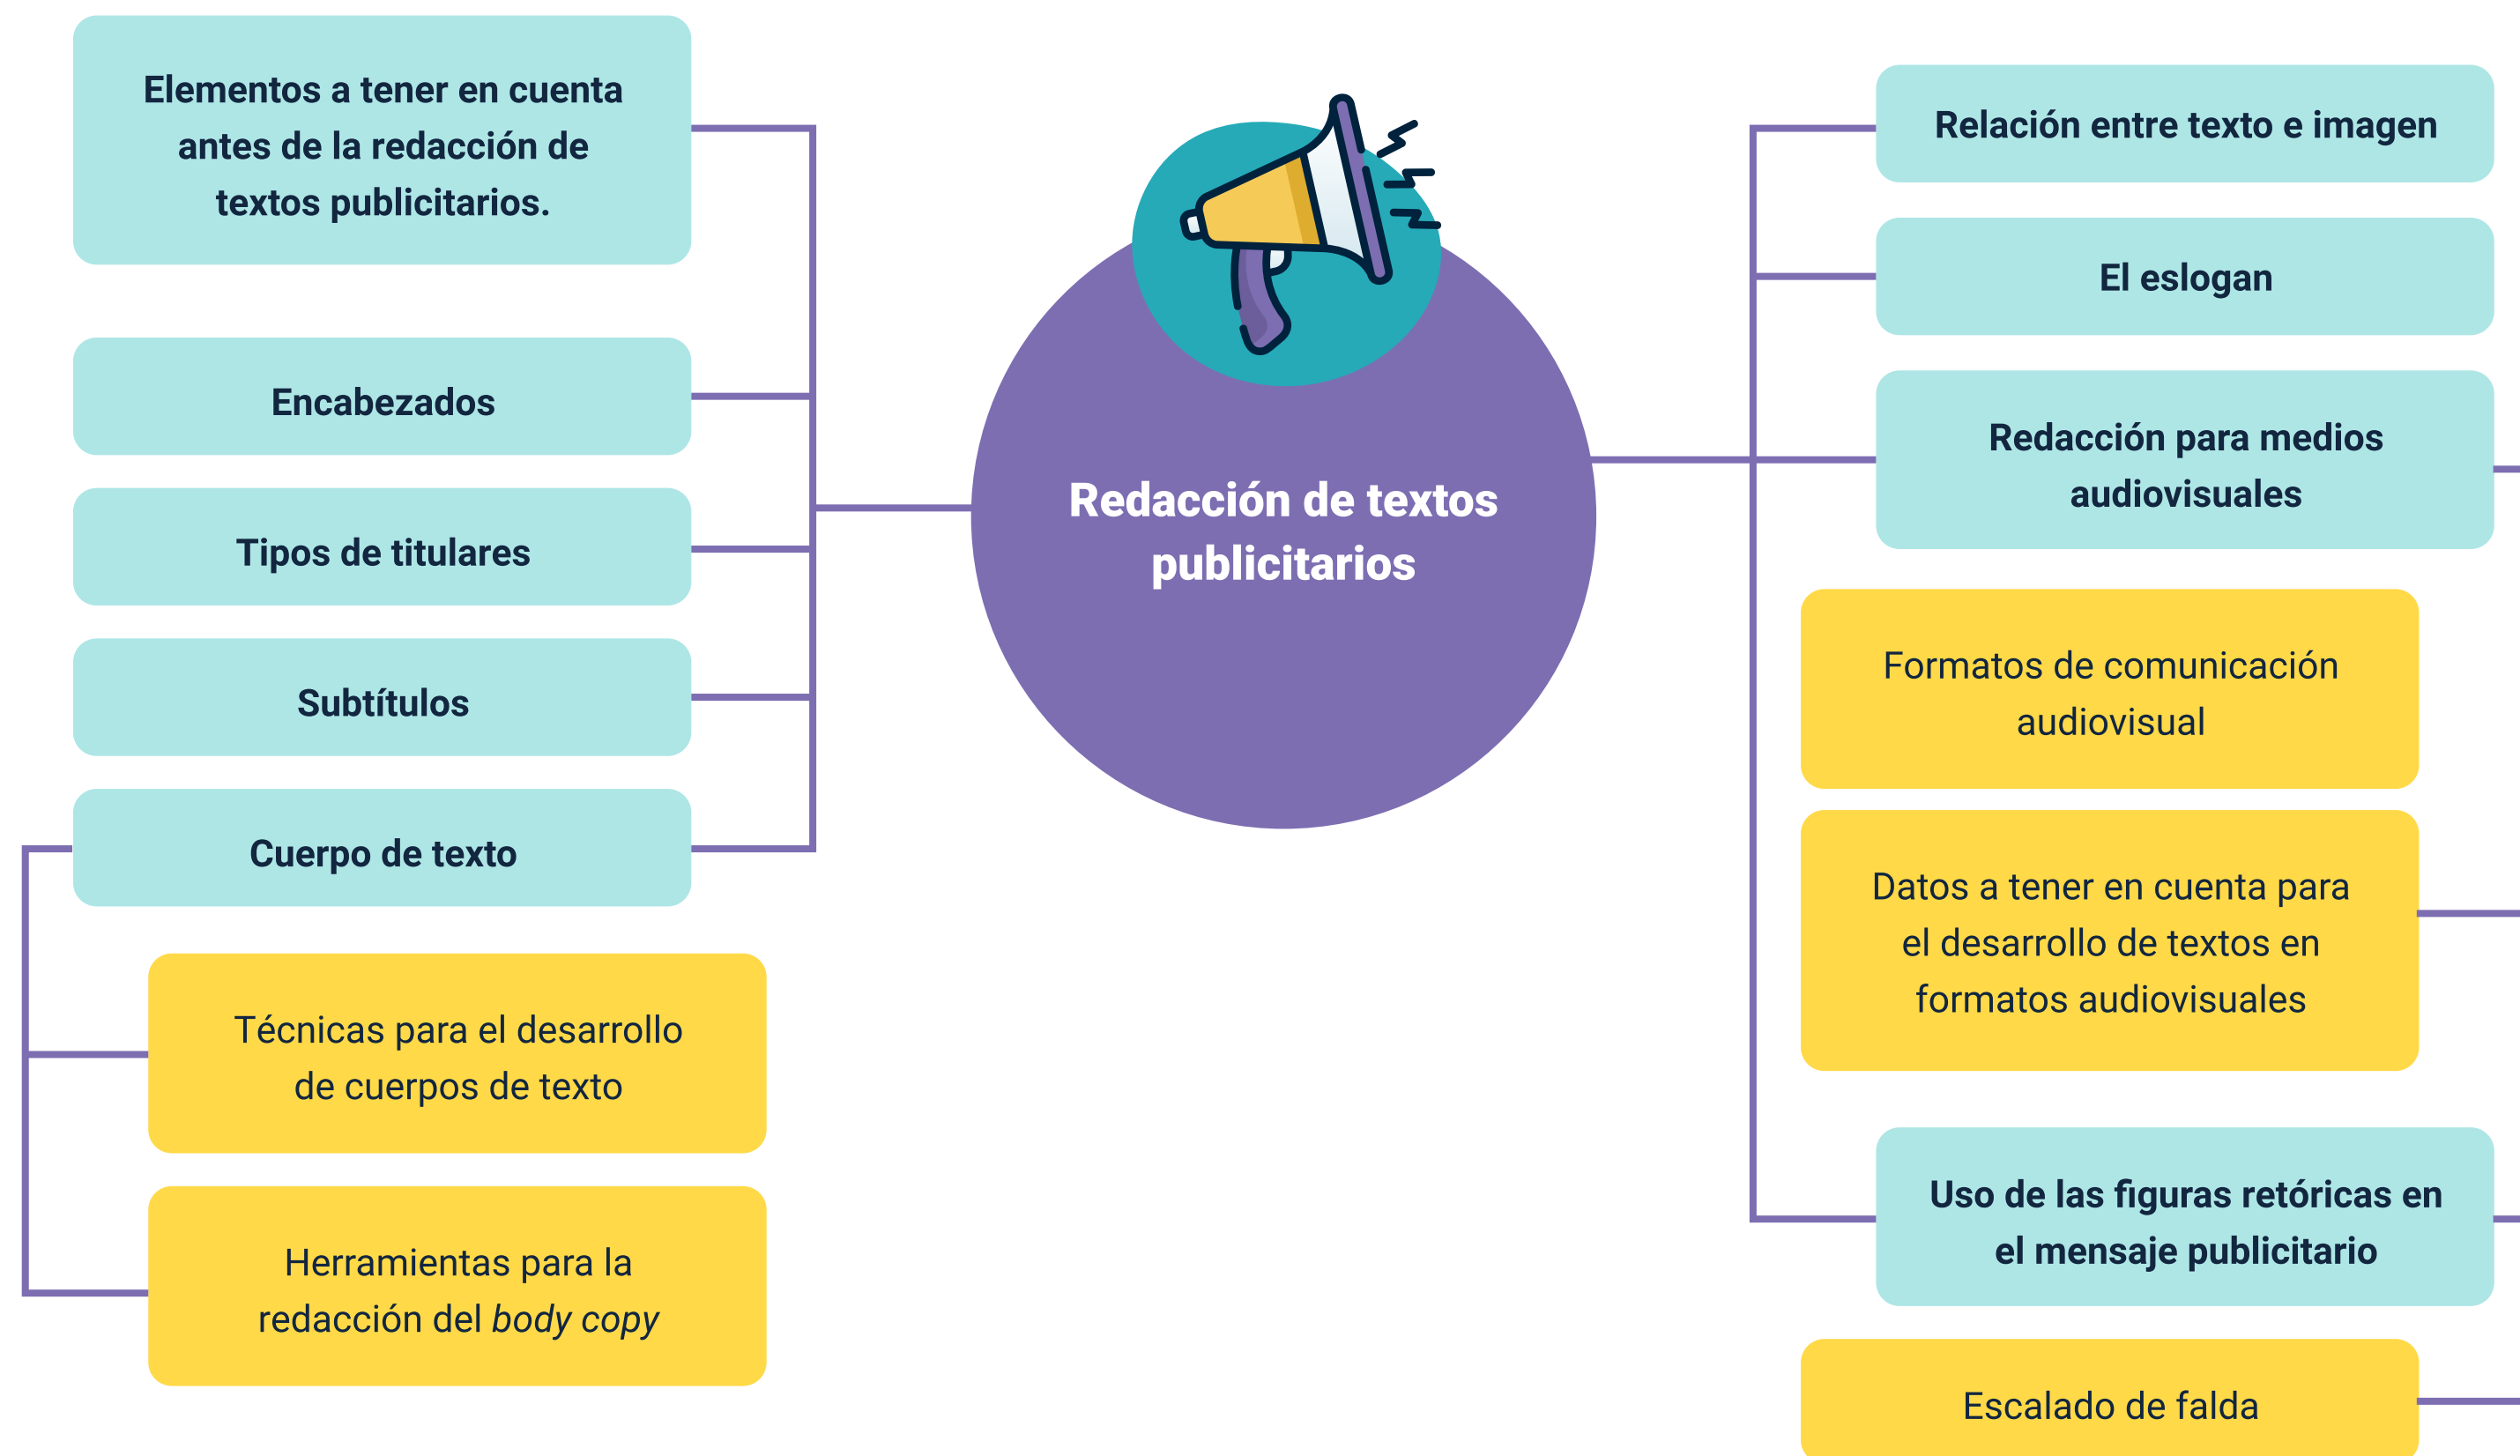 Elementos a tener en cuenta
antes de la redacción de
textos publicitarios.
Encabezados
Tipos de titulares
Subtítulos
Cuerpo de texto
Técnicas para el desarrollo
de cuerpos de texto
Herramientas para la
redacción del body copy
Redacción de textos
publicitarios
Relación entre texto e imagen
El eslogan
Redacción para medios
audiovisuales
Formatos de comunicación
audiovisual
Datos a tener en cuenta para
el desarrollo de textos en
formatos audiovisuales
Uso de las figuras retóricas en
el mensaje publicitario
Escalado de falda